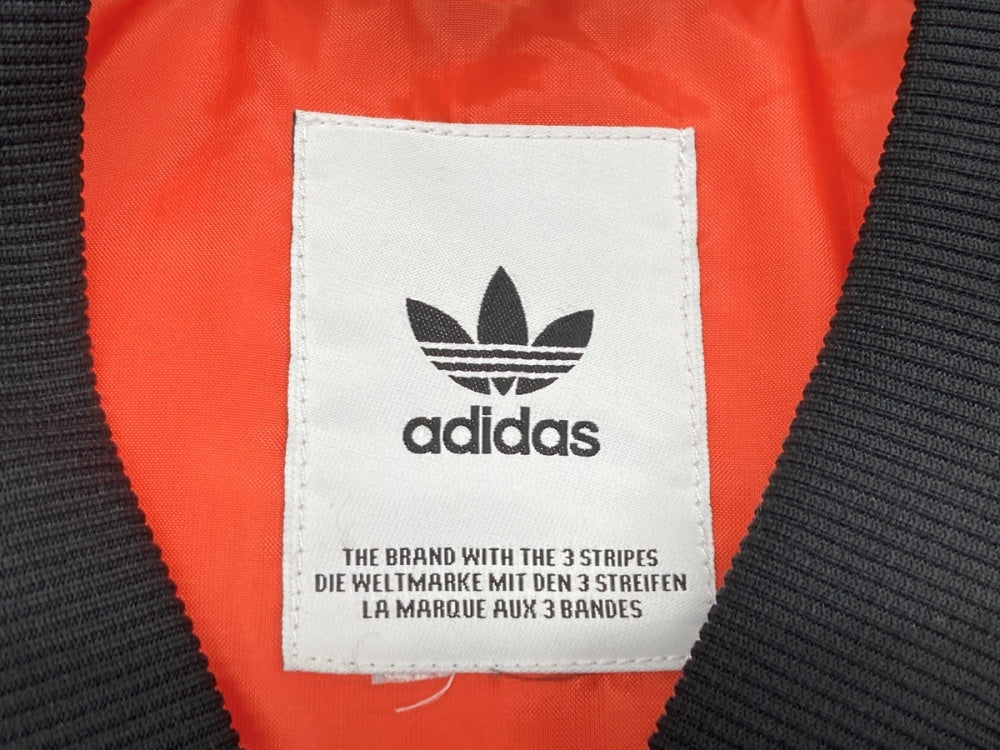 adidas
THE BRAND WITH THE 3 STRIPES
DIE WELTMARKE MIT DEN 3 STREIFEN
LA MARQUE AUX 3 BANDES